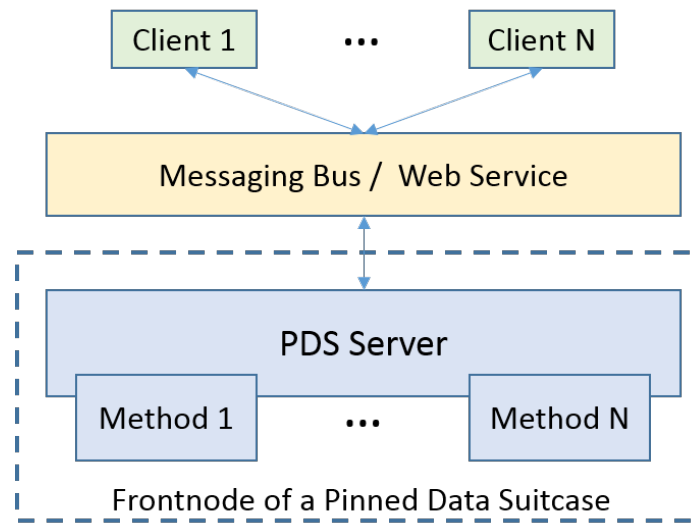 Client 1 ... Client N
Messaging Bus / Web Service
PDS Server
Method 1 ... Method N
Frontnode of a Pinned Data Suitcase